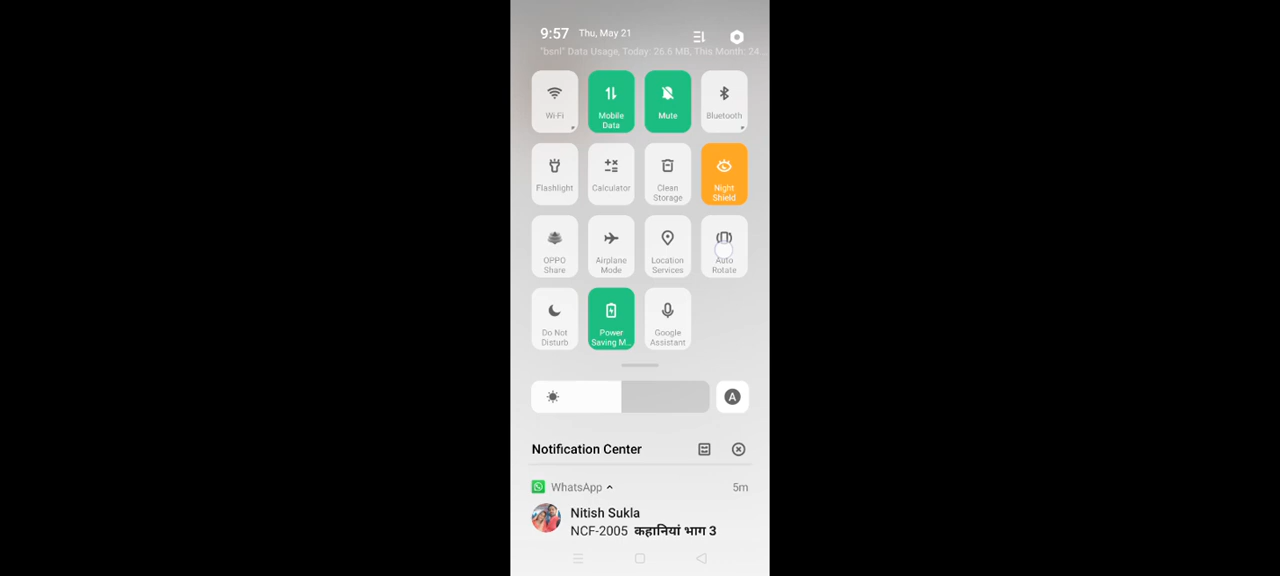 9:57 Thu, May 21
"bsnl" Data Usage, Today: 26.6 MB, This Month: 24...
Wi-Fi
Mobile
Data
Mute
Bluetooth
Flashlight
Calculator
Clean
Storage
Night
Shield
OPPO
Share
Airplane
Mode
Location
Services
Auto
Rotate
Do Not
Disturb
Power
Saving M...
Google
Assistant
A
Notification Center
WhatsApp 5m
Nitish Sukla
NCF-2005 कहानियां भाग 3